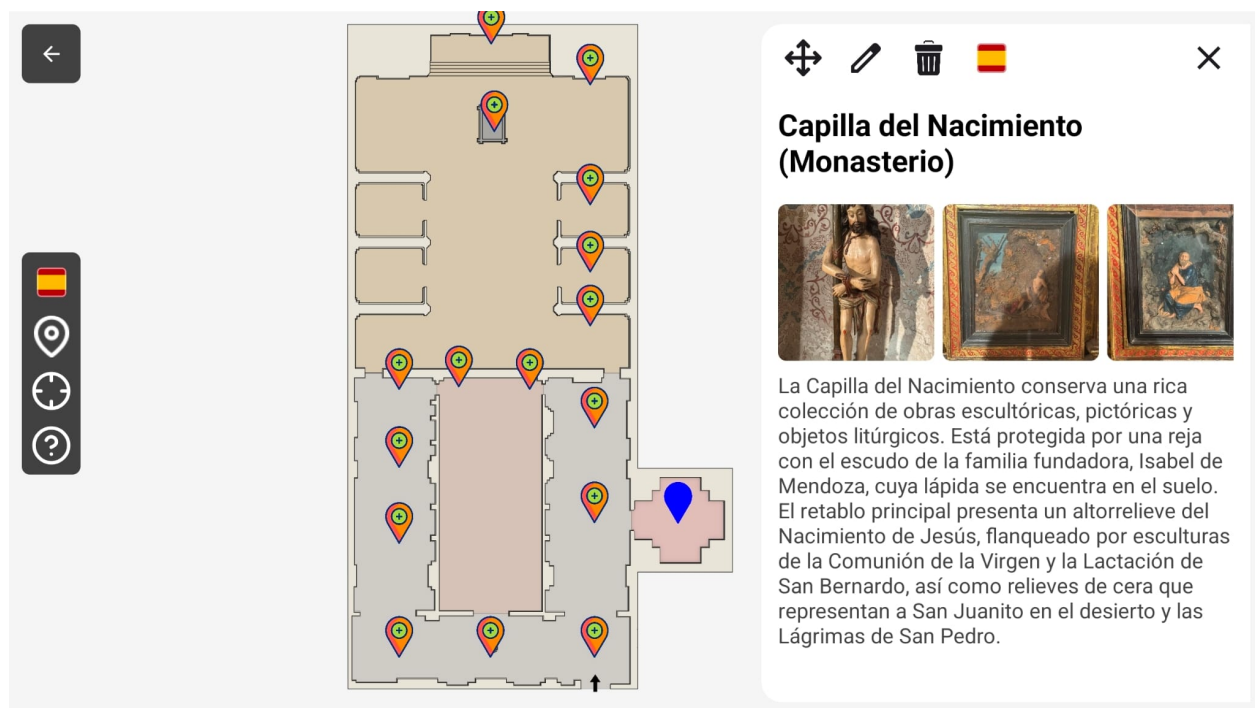 Capilla del Nacimiento
(Monasterio)
La Capilla del Nacimiento conserva una rica
colección de obras escultóricas, pictóricas y
objetos litúrgicos. Está protegida por una reja
con el escudo de la familia fundadora, Isabel de
Mendoza, cuya lápida se encuentra en el suelo.
El retablo principal presenta un altorrelieve del
Nacimiento de Jesús, flanqueado por esculturas
de la Comunión de la Virgen y la Lactación de
San Bernardo, así como relieves de cera que
representan a San Juanito en el desierto y las
Lágrimas de San Pedro.